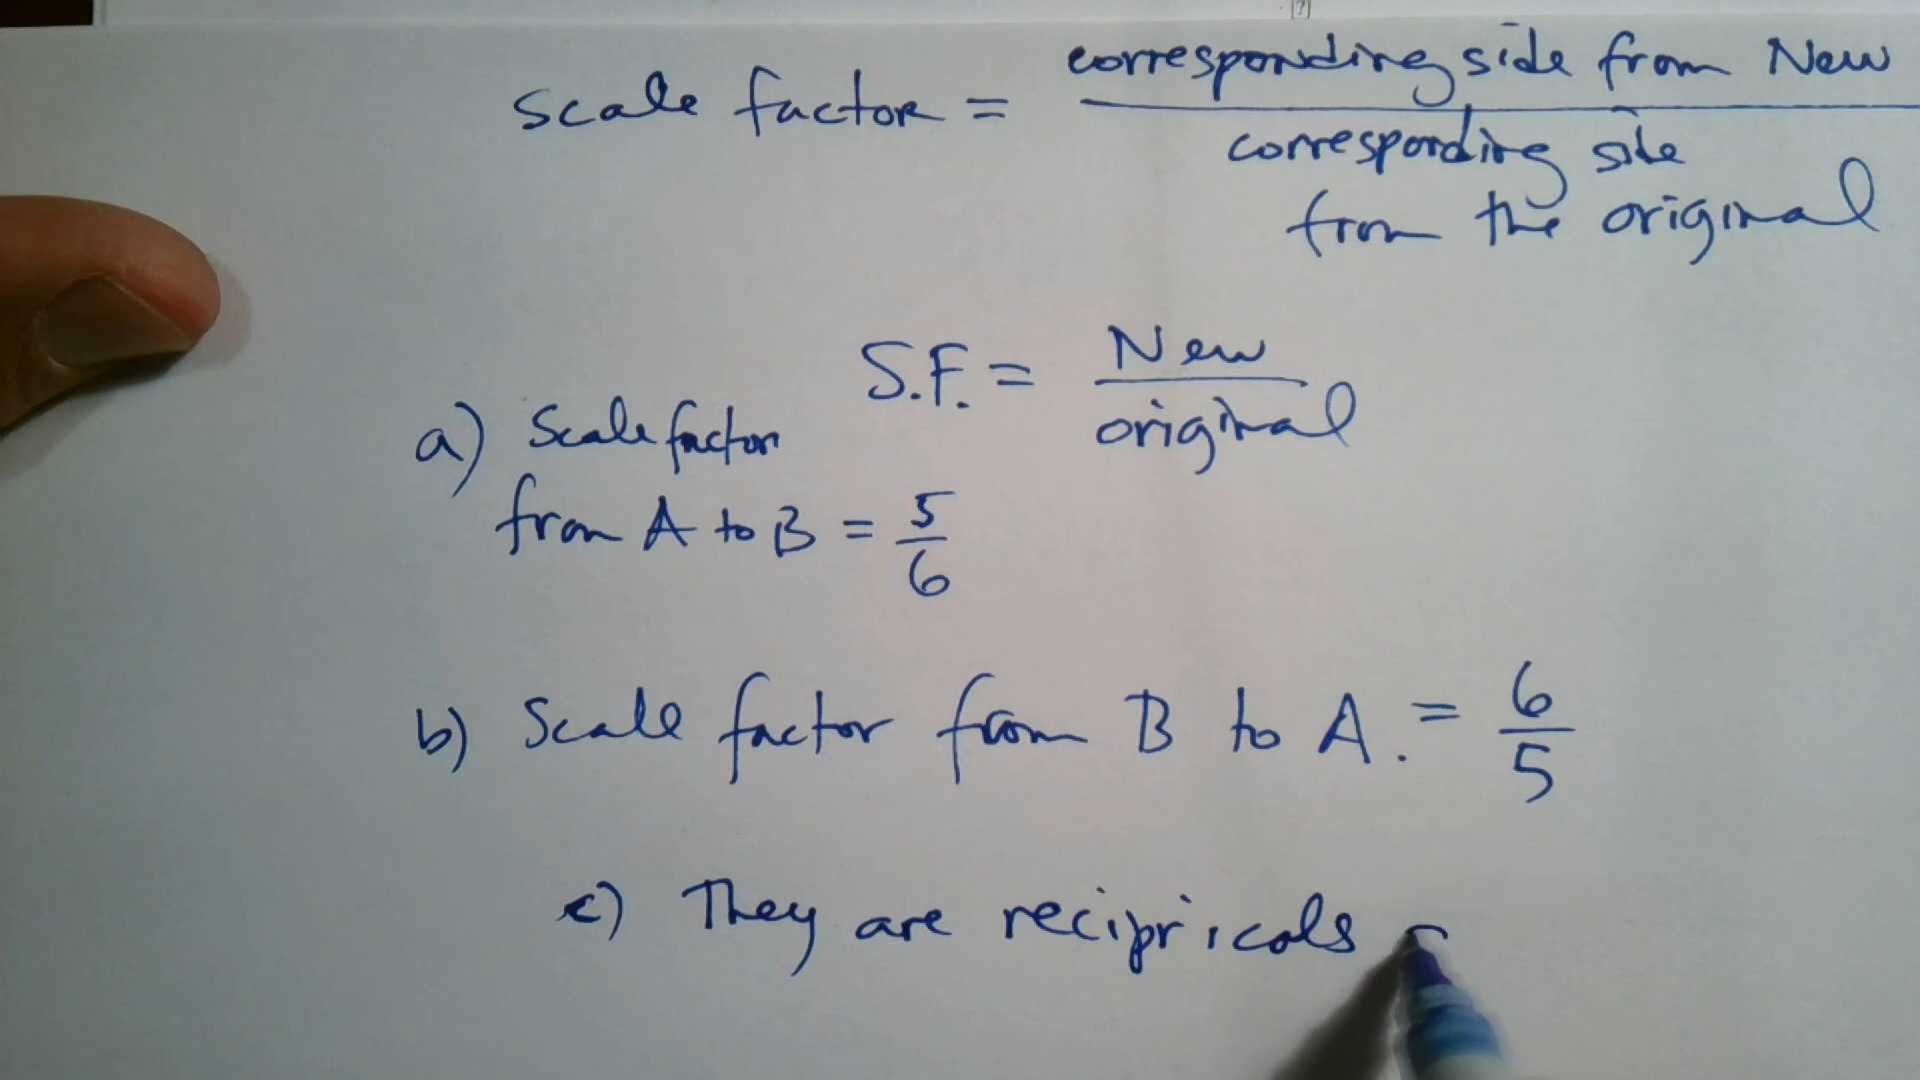 scale factor = corresponding side from New
corresponding side
from the original
S.F. = New
original
a) Scale factor
from A to B = 5
6
b) Scale factor from B to A. = 6
5
c) They are recipricals